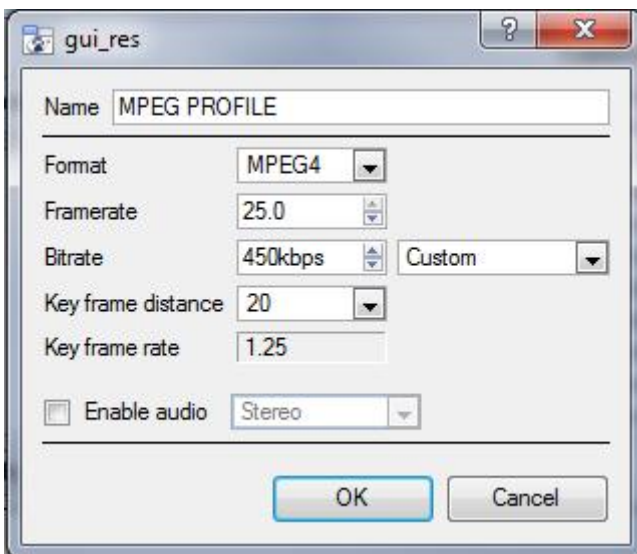 gui_res
Name MPEG PROFILE
Format MPEG4
Framerate 25.0
Bitrate 450kbps Custom
Key frame distance 20
Key frame rate 1.25
Enable audio Stereo
OK Cancel